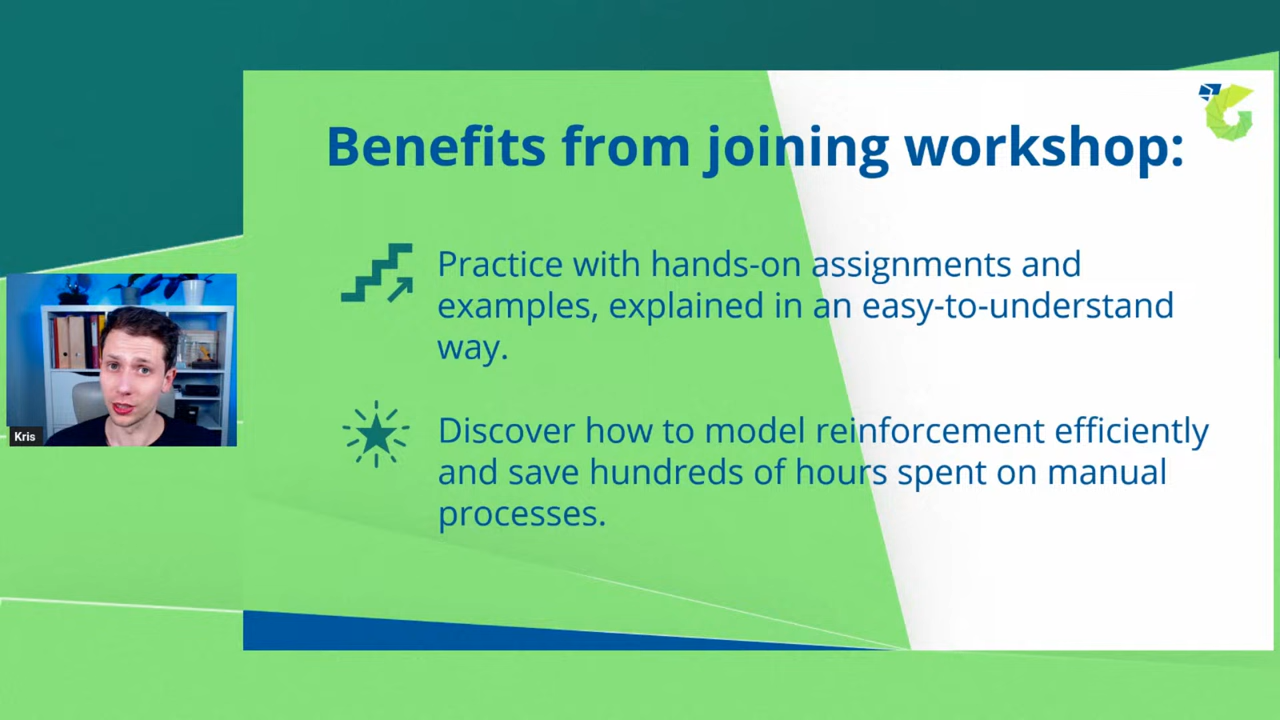 Benefits from joining workshop:
Practice with hands-on assignments and
examples, explained in an easy-to-understand
way.
Discover how to model reinforcement efficiently
and save hundreds of hours spent on manual
processes.
Kris